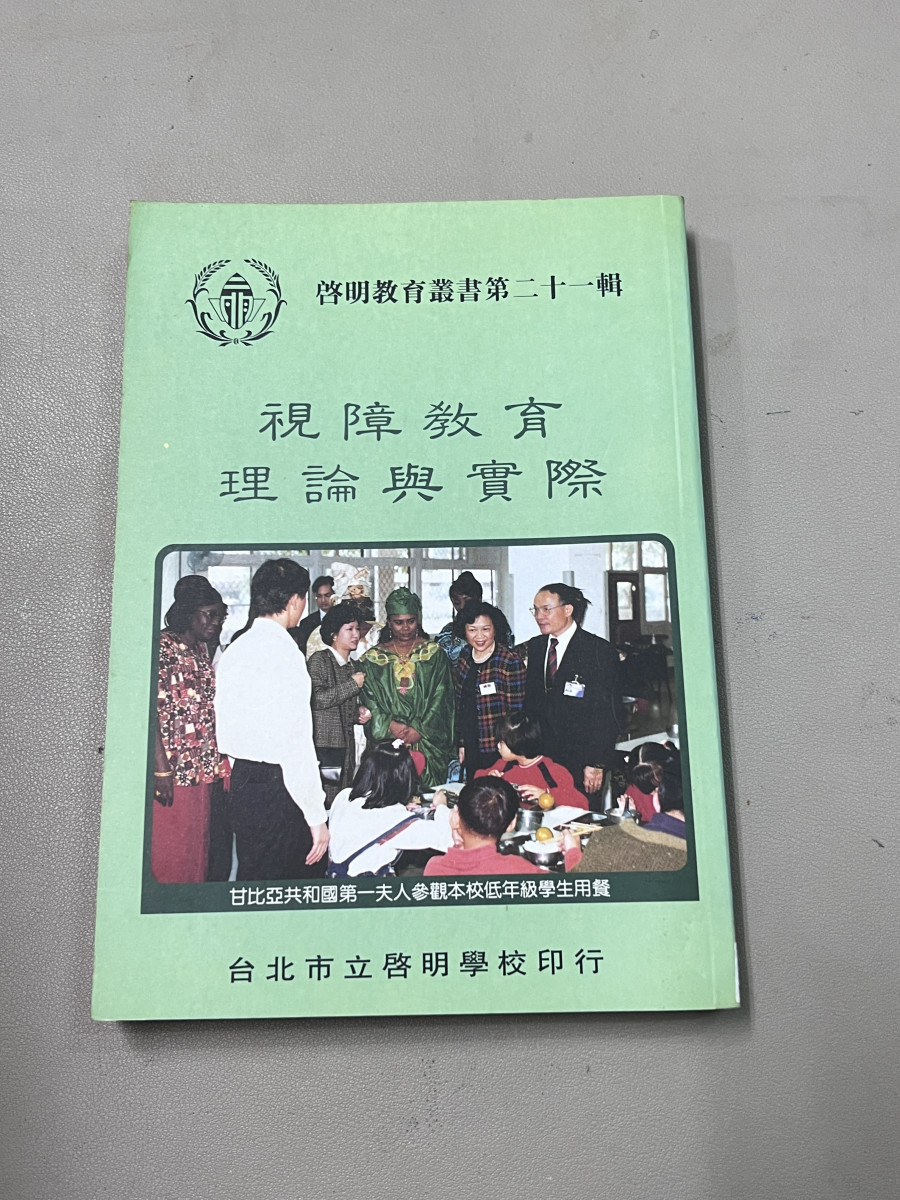 啓明教育叢書第二十一輯
視障教育
理論與實際
甘比亞共和國第一夫人參觀本校低年級學生用餐
台北市立啓明學校印行